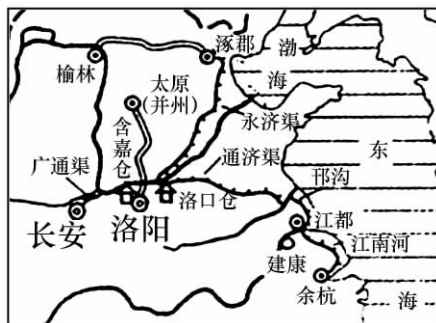 涿郡
渤
榆林
太原
(并州)
海
永济渠
含嘉仓
东
通济渠
广通渠
邗沟
洛口仓
长安
洛阳
江都
建康
江南河
余杭
海